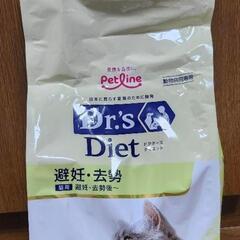 Petline
動物病院専用
Dr.'s
Diet
ドクターズ
ダイエット
避妊・去勢
猫用 避妊・去勢後〜